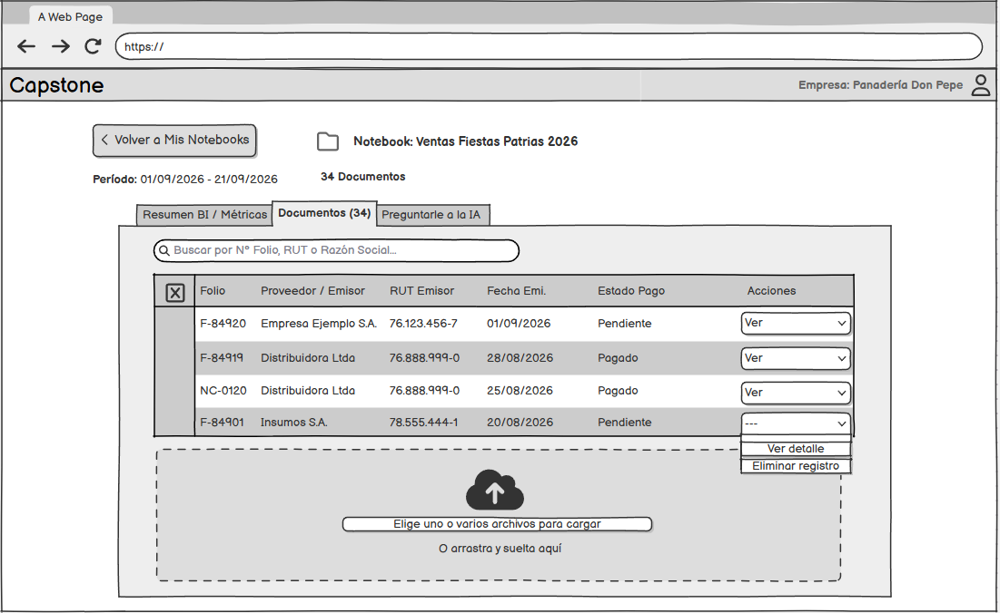 A Web Page
https://
Capstone
Empresa: Panadería Don Pepe
Volver a Mis Notebooks
Notebook: Ventas Fiestas Patrias 2026
Período: 01/09/2026 - 21/09/2026
34 Documentos
Resumen BI / Métricas
Documentos (34)
Preguntarle a la IA
Buscar por N° Folio, RUT o Razón Social...
Folio Proveedor / Emisor RUT Emisor Fecha Emi. Estado Pago Acciones
F-84920 Empresa Ejemplo S.A. 76.123.456-7 01/09/2026 Pendiente Ver
F-84919 Distribuidora Ltda 76.888.999-0 28/08/2026 Pagado Ver
NC-0120 Distribuidora Ltda 76.888.999-0 25/08/2026 Pagado Ver
F-84901 Insumos S.A. 78.555.444-1 20/08/2026 Pendiente ---
Ver detalle
Eliminar registro
Elige uno o varios archivos para cargar
O arrastra y suelta aquí